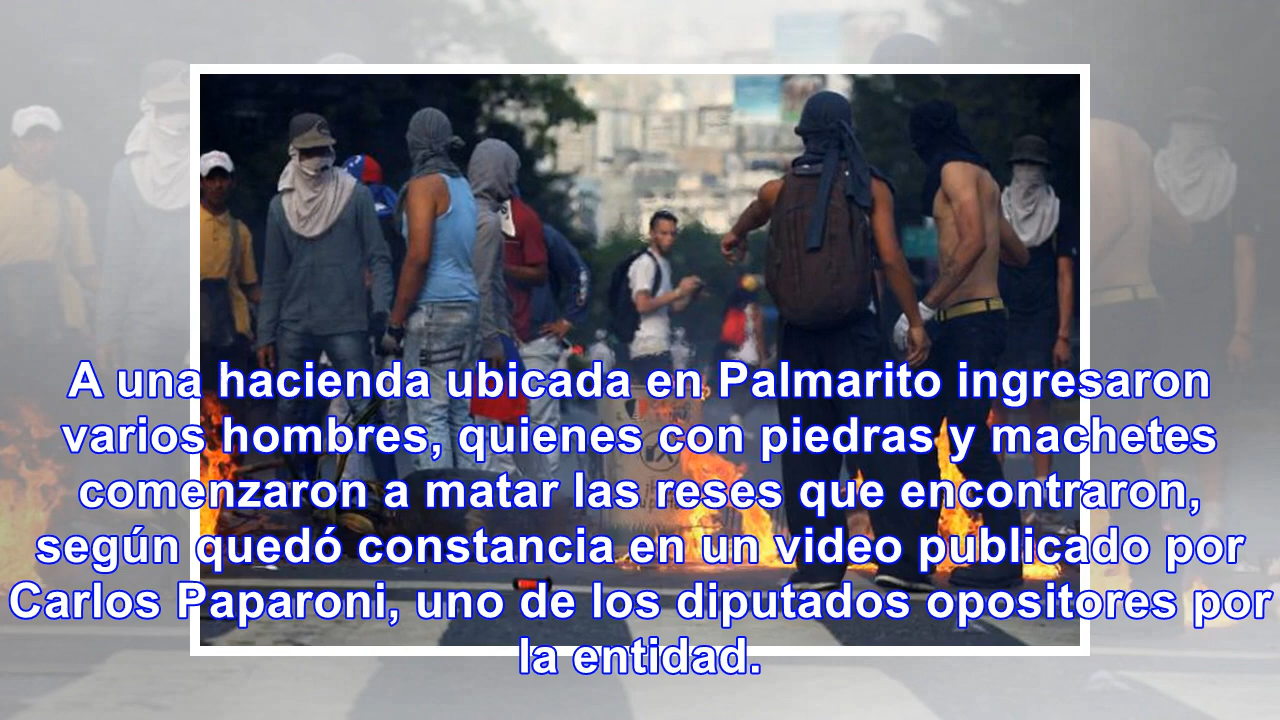 A una hacienda ubicada en Palmarito ingresaron
varios hombres, quienes con piedras y machetes
comenzaron a matar las reses que encontraron,
según quedó constancia en un video publicado por
Carlos Paparoni, uno de los diputados opositores por
la entidad.